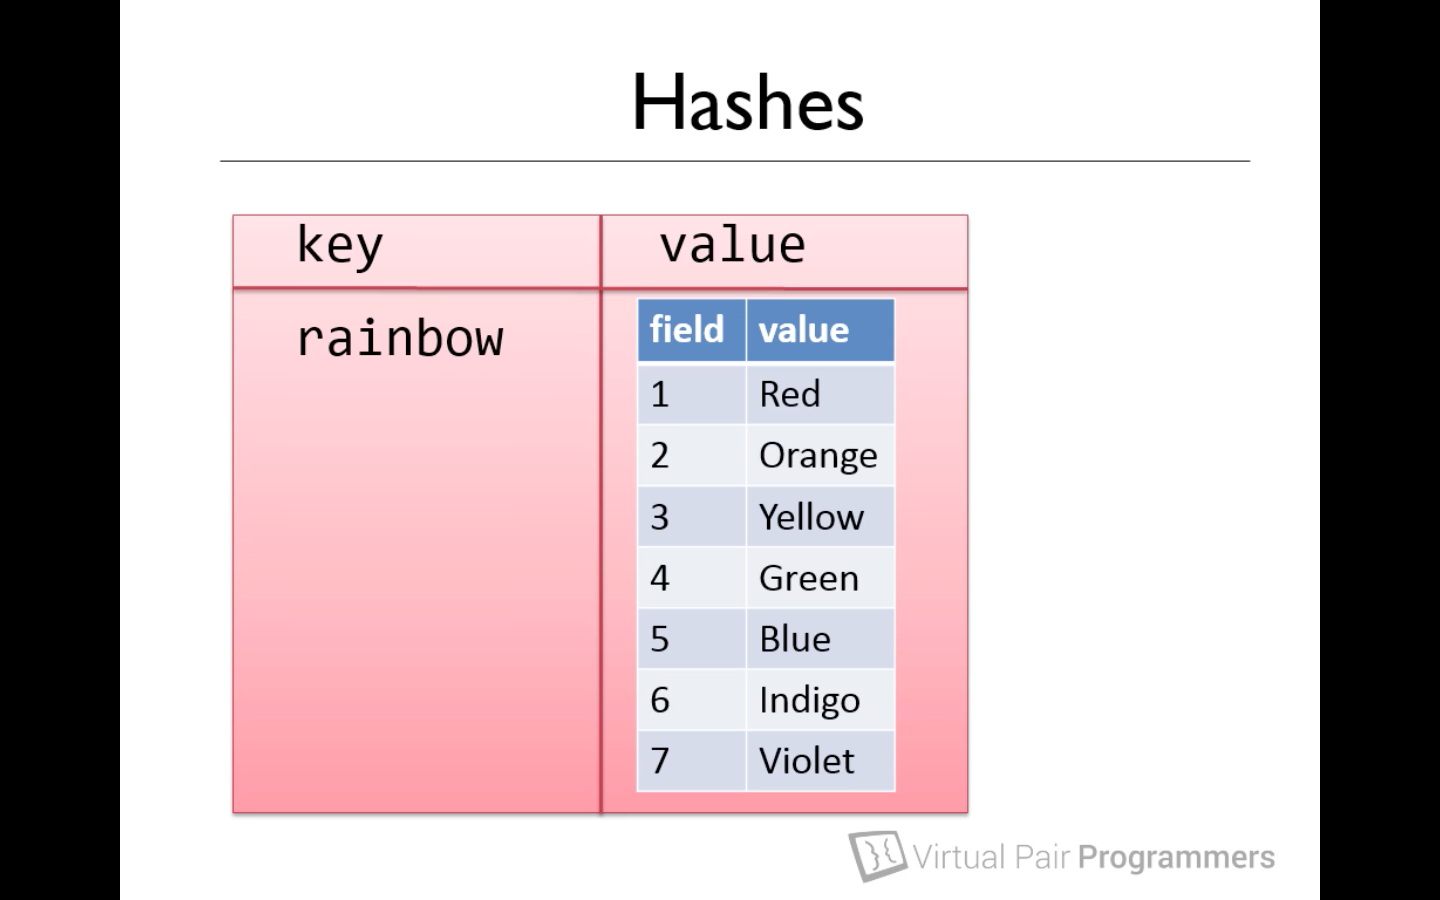 Hashes
key value
rainbow
field value
1 Red
2 Orange
3 Yellow
4 Green
5 Blue
6 Indigo
7 Violet
Virtual Pair Programmers